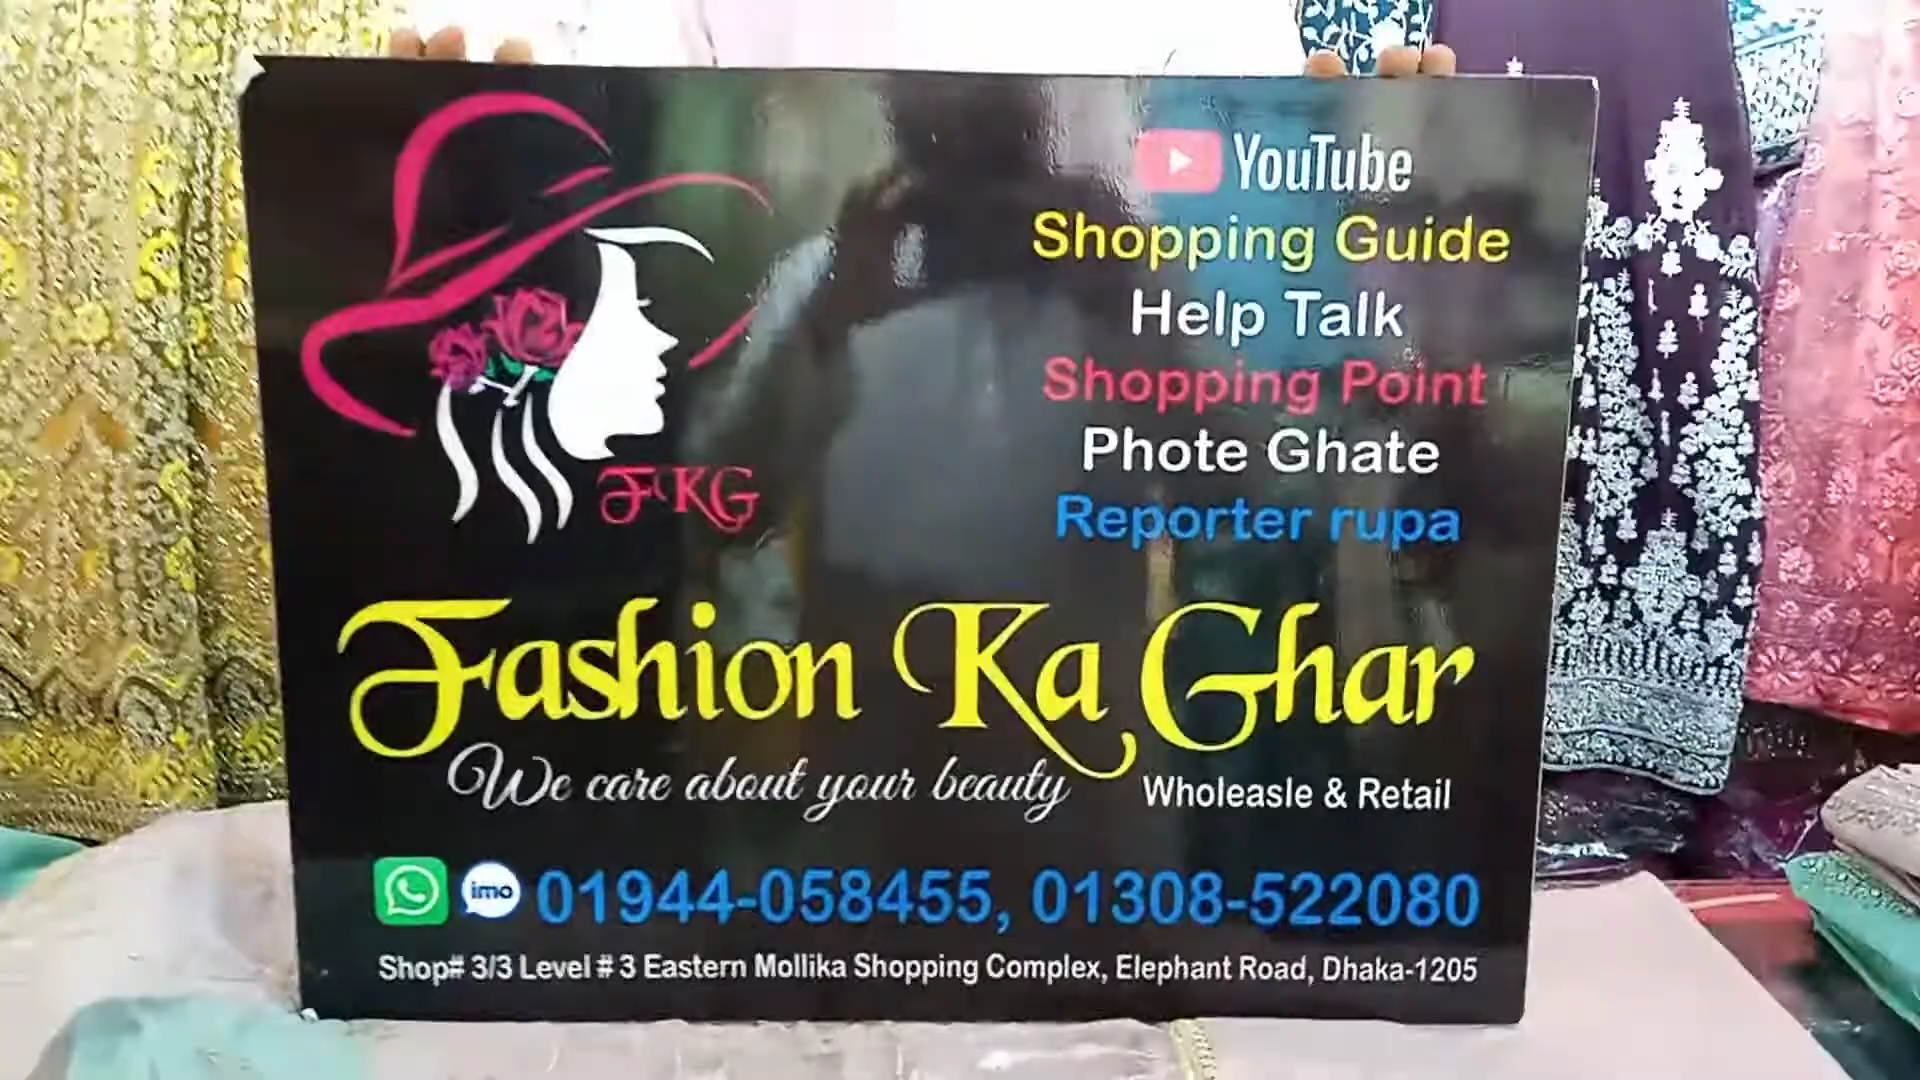 YouTube
Shopping Guide
Help Talk
Shopping Point
Phote Ghate
Reporter rupa
FKG
Fashion Ka Ghar
We care about your beauty
Wholeasle & Retail
imo 01944-058455, 01308-522080
Shop# 3/3 Level # 3 Eastern Mollika Shopping Complex, Elephant Road, Dhaka-1205